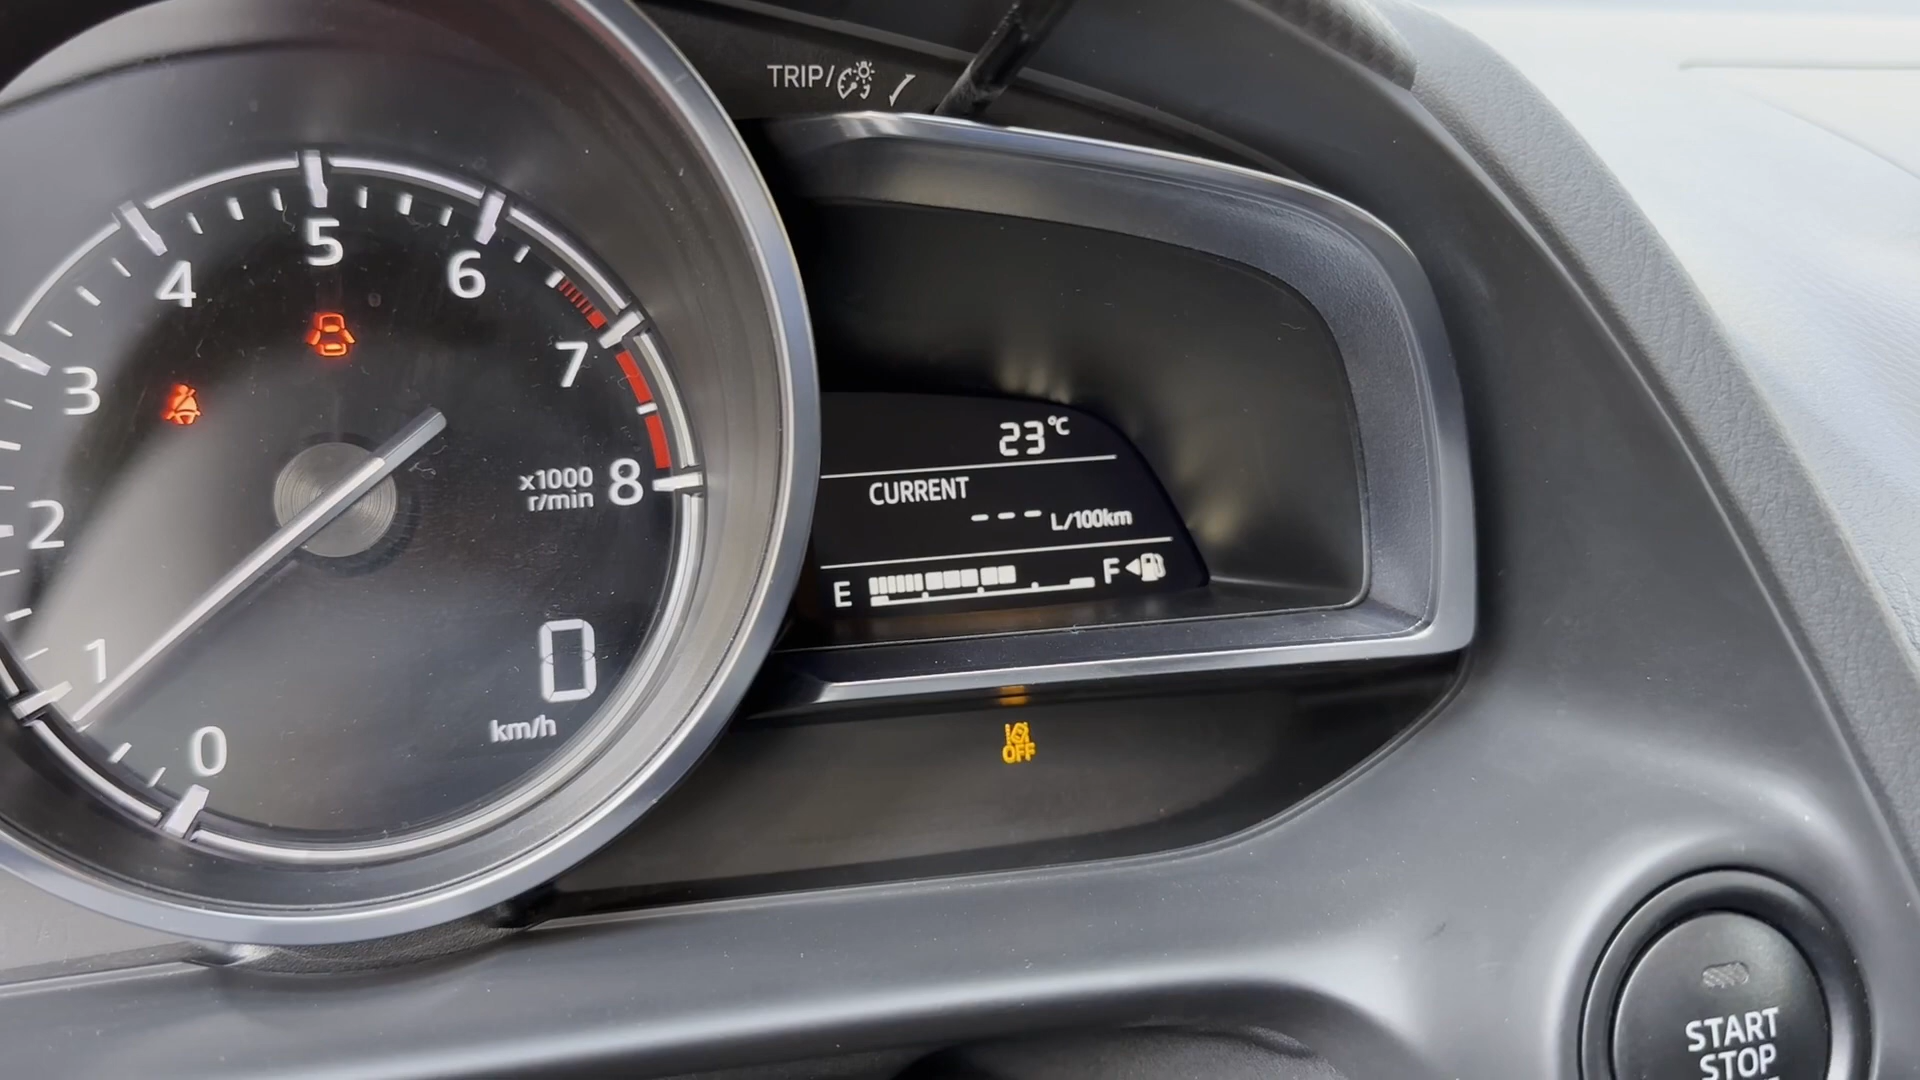 TRIP/
5
4
6
3
7
x1000
r/min
8
2
1
0
0
km/h
23°C
CURRENT
--- L/100km
E
F
OFF
START
STOP